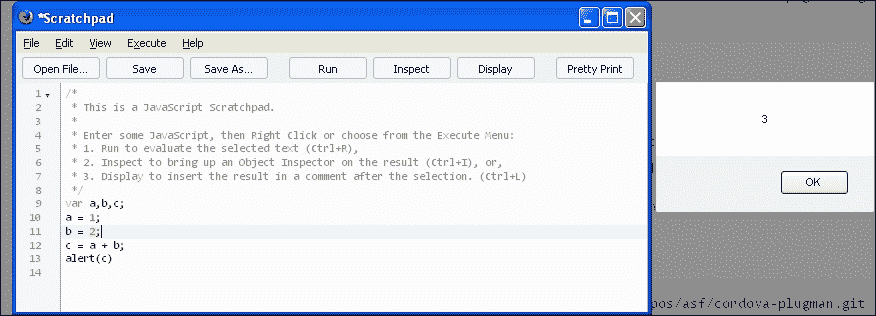 *Scratchpad
File Edit View Execute Help
Open File... Save Save As... Run Inspect Display Pretty Print
1 /*
2 * This is a JavaScript Scratchpad.
3 *
4 * Enter some JavaScript, then Right Click or choose from the Execute Menu:
5 * 1. Run to evaluate the selected text (Ctrl+R),
6 * 2. Inspect to bring up an Object Inspector on the result (Ctrl+I), or,
7 * 3. Display to insert the result in a comment after the selection. (Ctrl+L)
8 */
9 var a,b,c;
10 a = 1;
11 b = 2;
12 c = a + b;
13 alert(c)
14
3
OK
os/asf/cordova-plugman.git